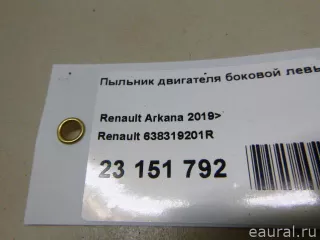 Пыльник двигателя боковой левы
Renault Arkana 2019>
Renault 638319201R
23 151 792
eaural.ru